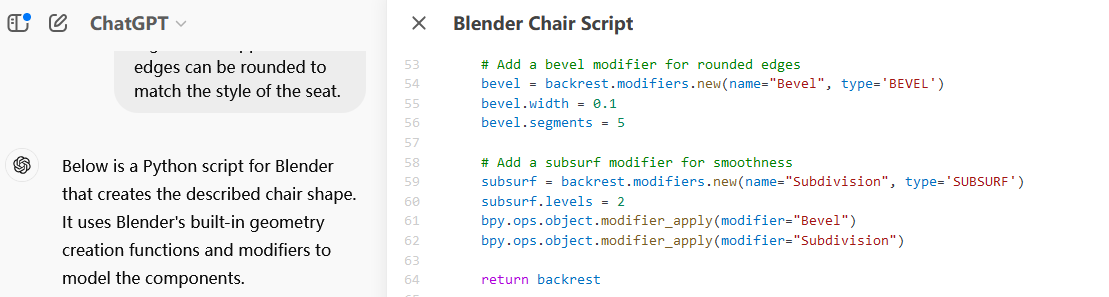 ChatGPT
edges can be rounded to
match the style of the seat.
Below is a Python script for Blender
that creates the described chair shape.
It uses Blender's built-in geometry
creation functions and modifiers to
model the components.
Blender Chair Script
53 # Add a bevel modifier for rounded edges
54 bevel = backrest.modifiers.new(name="Bevel", type='BEVEL')
55 bevel.width = 0.1
56 bevel.segments = 5
57
58 # Add a subsurf modifier for smoothness
59 subsurf = backrest.modifiers.new(name="Subdivision", type='SUBSURF')
60 subsurf.levels = 2
61 bpy.ops.object.modifier_apply(modifier="Bevel")
62 bpy.ops.object.modifier_apply(modifier="Subdivision")
63
64 return backrest